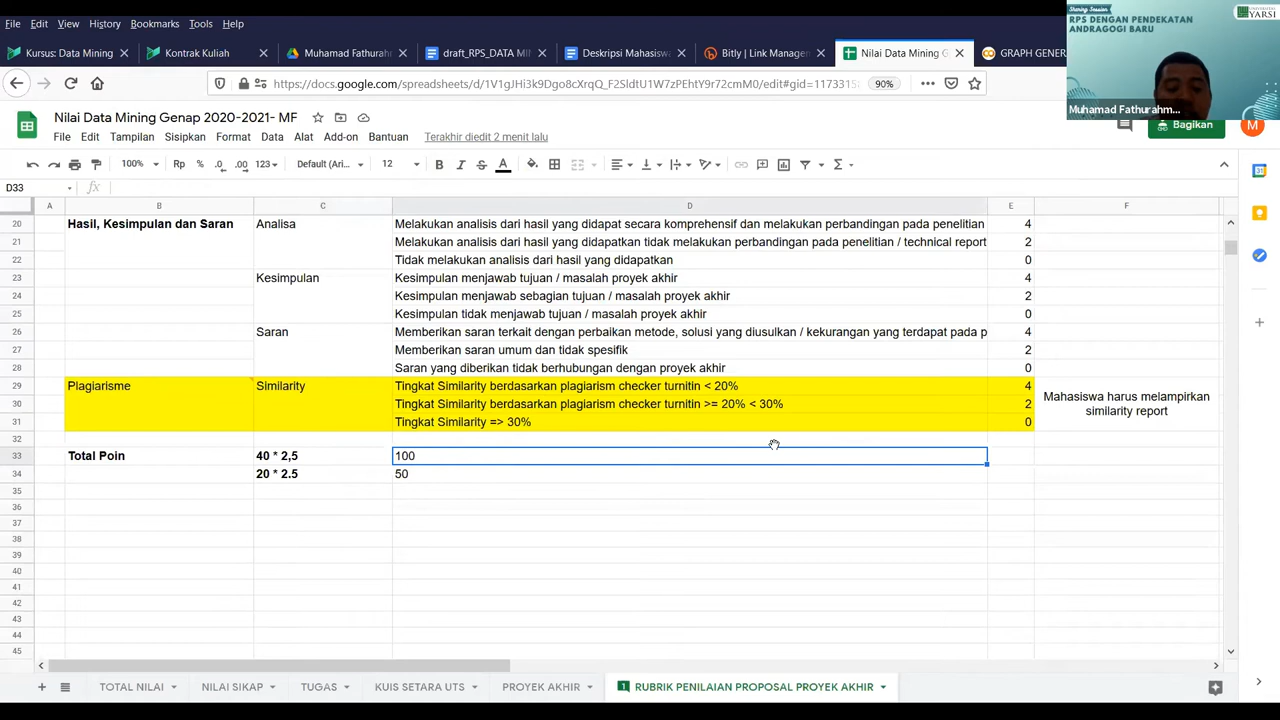 File Edit View History Bookmarks Tools Help
Kursus: Data Mining Kontrak Kuliah Muhamad Fathurah draft_RPS_DATA MI Deskripsi Mahasiswa Bitly | Link Manage Nilai Data Mining G GRAPH GENER
https://docs.google.com/spreadsheets/d/1V1gJHi3k9Dgo8cXrqQ_F2SldtU1W7zPEhtY9r72cmM0/edit#gid=1173315 90%
Sharing Session
RPS DENGAN PENDEKATAN
ANDRAGOGI BARU
UNIVERSITAS
YARSI
Muhamad Fathurahm...
Nilai Data Mining Genap 2020-2021- MF
File Edit Tampilan Sisipkan Format Data Alat Add-on Bantuan Terakhir diedit 2 menit lalu
Bagikan
M
100% Rp % .0 .00 123 Default (Ari... 12 B I S A
D33 fx
A B C D E F
20 Hasil, Kesimpulan dan Saran Analisa Melakukan analisis dari hasil yang didapat secara komprehensif dan melakukan perbandingan pada penelitian 4
21 Melakukan analisis dari hasil yang didapatkan tidak melakukan perbandingan pada penelitian / technical report 2
22 Tidak melakukan analisis dari hasil yang didapatkan 0
23 Kesimpulan Kesimpulan menjawab tujuan / masalah proyek akhir 4
24 Kesimpulan menjawab sebagian tujuan / masalah proyek akhir 2
25 Kesimpulan tidak menjawab tujuan / masalah proyek akhir 0
26 Saran Memberikan saran terkait dengan perbaikan metode, solusi yang diusulkan / kekurangan yang terdapat pada p 4
27 Memberikan saran umum dan tidak spesifik 2
28 Saran yang diberikan tidak berhubungan dengan proyek akhir 0
29 Plagiarisme Similarity Tingkat Similarity berdasarkan plagiarism checker turnitin < 20% 4
30 Tingkat Similarity berdasarkan plagiarism checker turnitin >= 20% < 30% 2
31 Tingkat Similarity => 30% 0
Mahasiswa harus melampirkan
similarity report
32
33 Total Poin 40 * 2,5 100
34 20 * 2.5 50
35
36
37
38
39
40
41
42
43
44
45
TOTAL NILAI NILAI SIKAP TUGAS KUIS SETARA UTS PROYEK AKHIR 1 RUBRIK PENILAIAN PROPOSAL PROYEK AKHIR